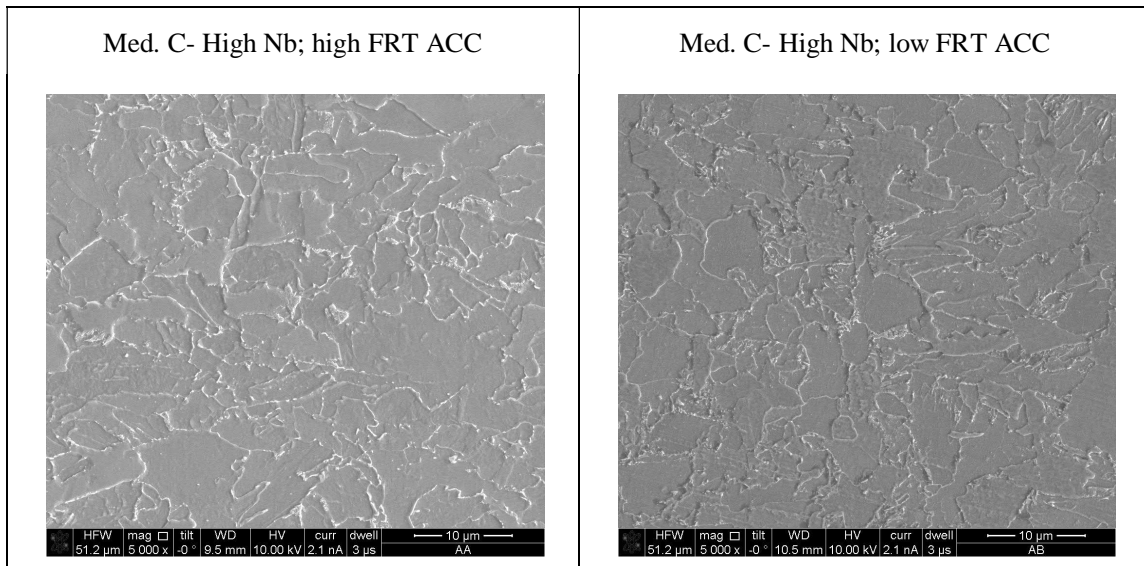 Med. C- High Nb; high FRT ACC
Med. C- High Nb; low FRT ACC
HFW mag □ tilt WD HV curr dwell 10 µm
51.2 µm 5 000 x -0 ° 9.5 mm 10.00 kV 2.1 nA 3 µs AA
HFW mag □ tilt WD HV curr dwell 10 µm
51.2 µm 5 000 x -0 ° 10.5 mm 10.00 kV 2.1 nA 3 µs AB